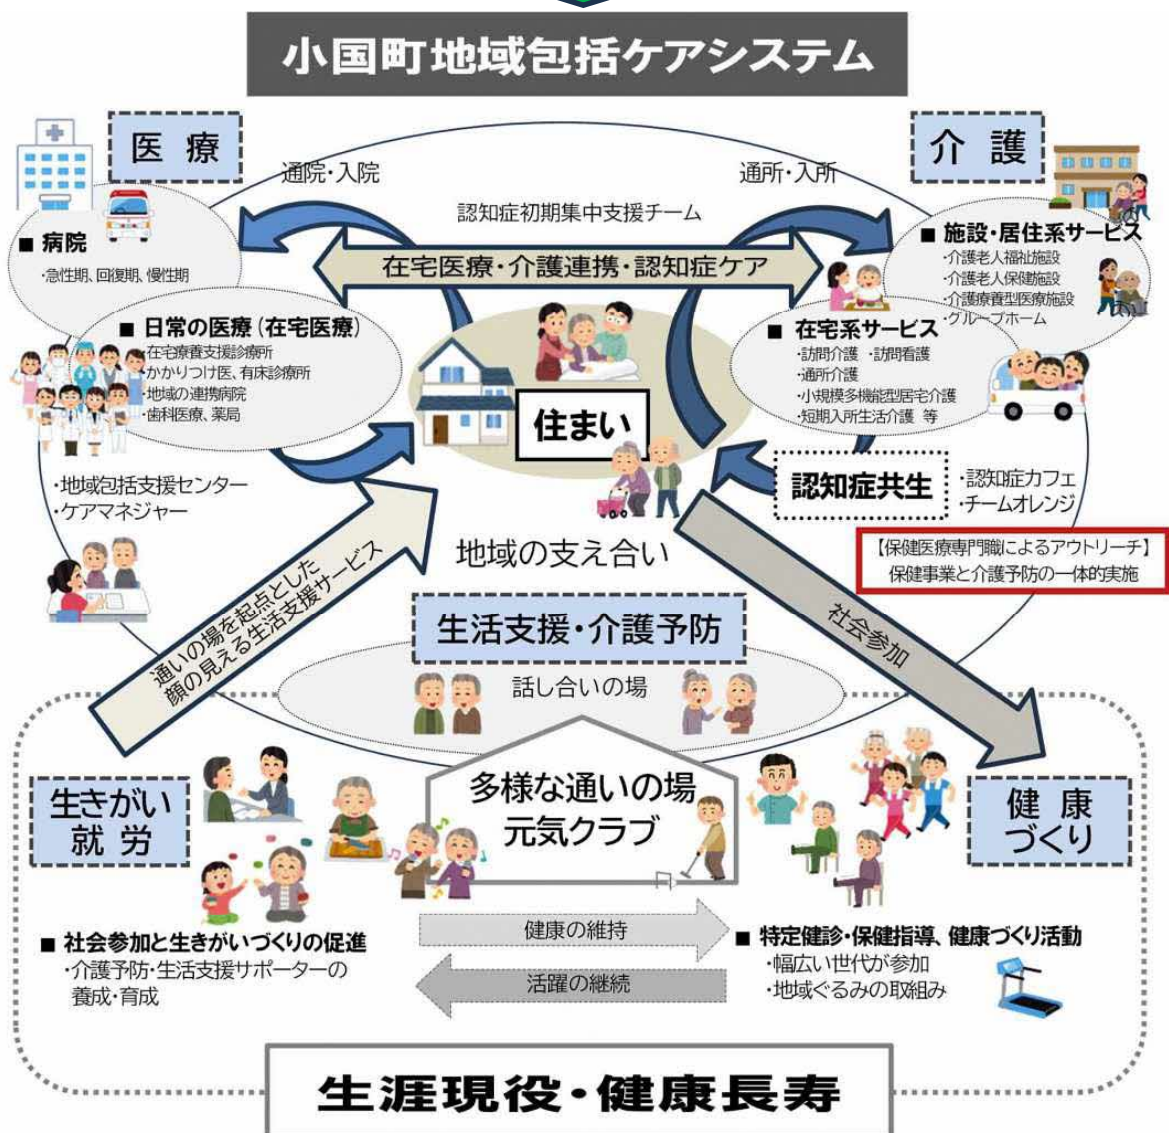 小国町地域包括ケアシステム
医療
介護
通院・入院
通所・入所
認知症初期集中支援チーム
在宅医療・介護連携・認知症ケア
■ 病院
・急性期、回復期、慢性期
■ 日常の医療（在宅医療）
・在宅療養支援診療所
・かかりつけ医、有床診療所
・地域の連携病院
・歯科医療、薬局
■ 施設・居住系サービス
・介護老人福祉施設
・介護老人保健施設
・介護療養型医療施設
・グループホーム
■ 在宅系サービス
・訪問介護 ・訪問看護
・通所介護
・小規模多機能型居宅介護
・短期入所生活介護 等
住まい
認知症共生
・認知症カフェ
・チームオレンジ
・地域包括支援センター
・ケアマネジャー
【保健医療専門職によるアウトリーチ】
保健事業と介護予防の一体的実施
地域の支え合い
通いの場を起点とした
顔の見える生活支援サービス
社会参加
生活支援・介護予防
話し合いの場
多様な通いの場
元気クラブ
生きがい
就労
健康
づくり
■ 社会参加と生きがいづくりの促進
・介護予防・生活支援サポーターの
養成・育成
健康の維持
活躍の継続
■ 特定健診・保健指導、健康づくり活動
・幅広い世代が参加
・地域ぐるみの取組み
生涯現役・健康長寿